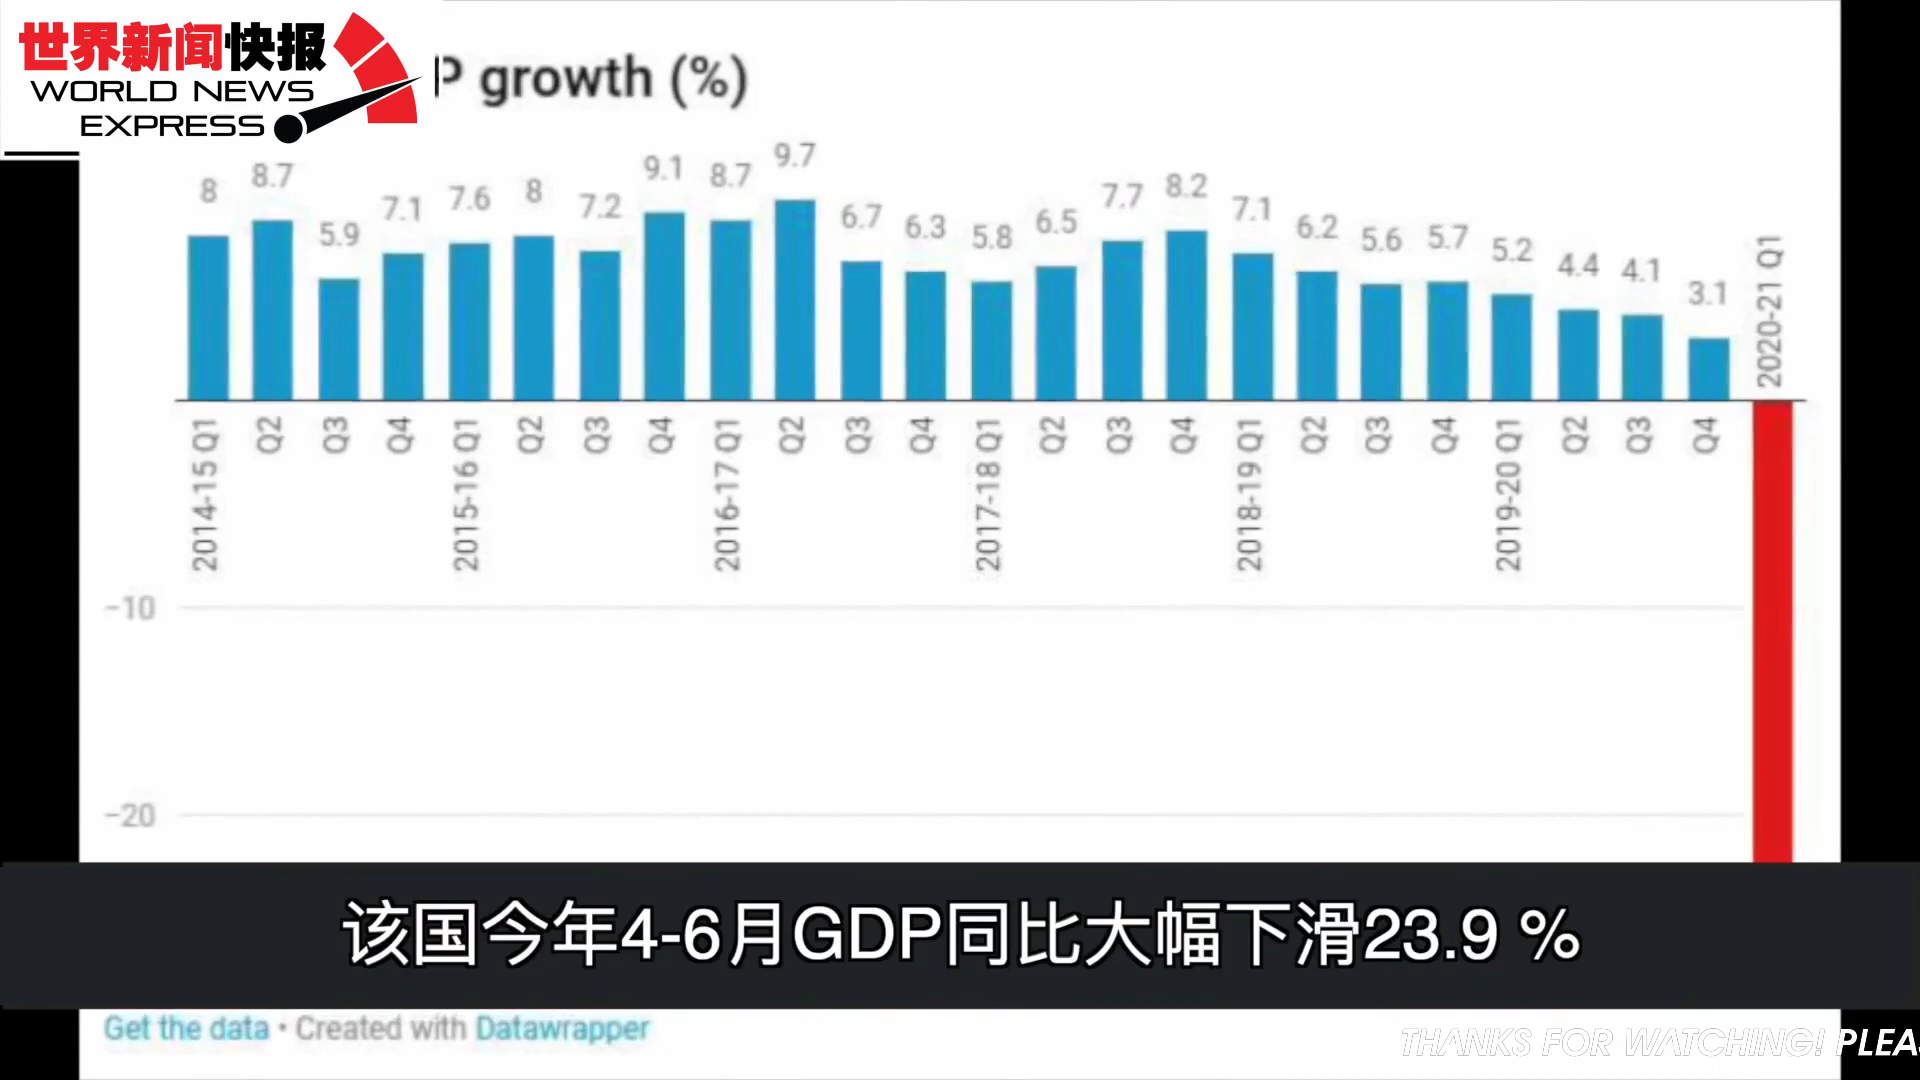 世界新闻快报
WORLD NEWS
EXPRESS
P growth (%)
8 8.7 5.9 7.1 7.6 8 7.2 9.1 8.7 9.7 6.7 6.3 5.8 6.5 7.7 8.2 7.1 6.2 5.6 5.7 5.2 4.4 4.1 3.1
2020-21 Q1
2014-15 Q1 Q2 Q3 Q4 2015-16 Q1 Q2 Q3 Q4 2016-17 Q1 Q2 Q3 Q4 2017-18 Q1 Q2 Q3 Q4 2018-19 Q1 Q2 Q3 Q4 2019-20 Q1 Q2 Q3 Q4
−10
−20
该国今年4-6月GDP同比大幅下滑23.9 %
Get the data • Created with Datawrapper
THANKS FOR WATCHING! PLEA